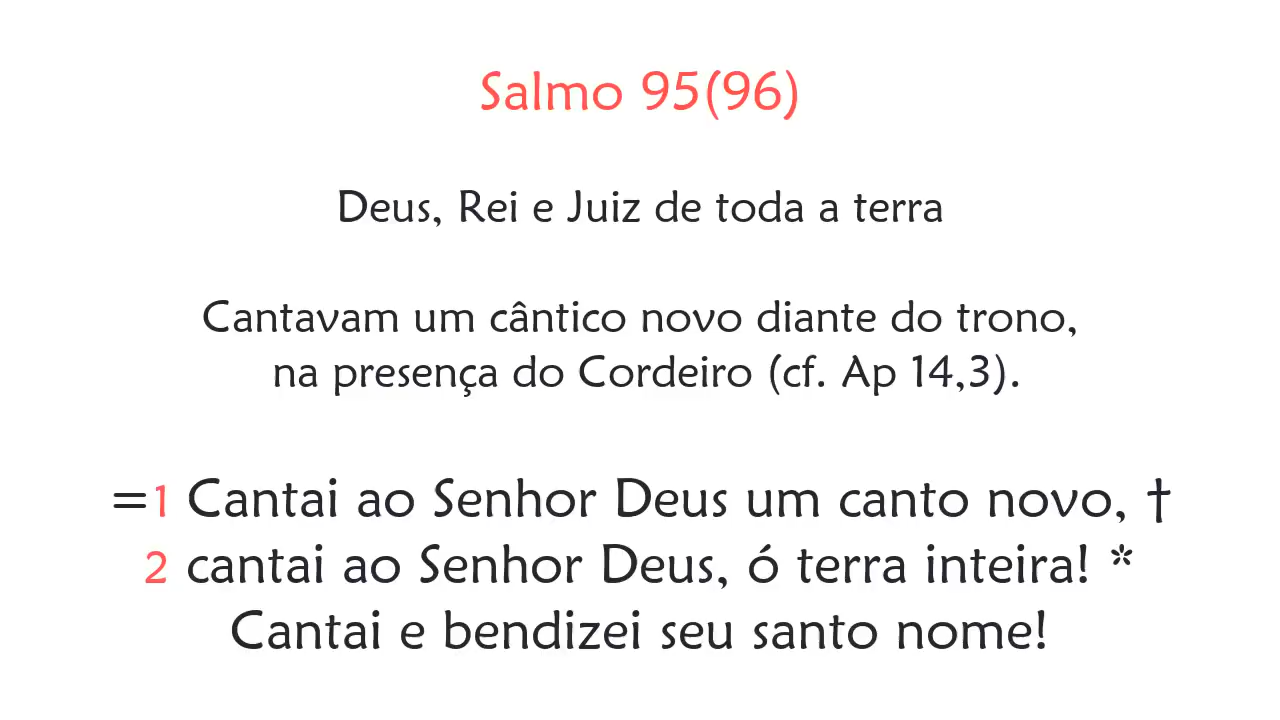 Salmo 95(96)
Deus, Rei e Juiz de toda a terra
Cantavam um cântico novo diante do trono,
na presença do Cordeiro (cf. Ap 14,3).
=1 Cantai ao Senhor Deus um canto novo, †
2 cantai ao Senhor Deus, ó terra inteira! *
Cantai e bendizei seu santo nome!